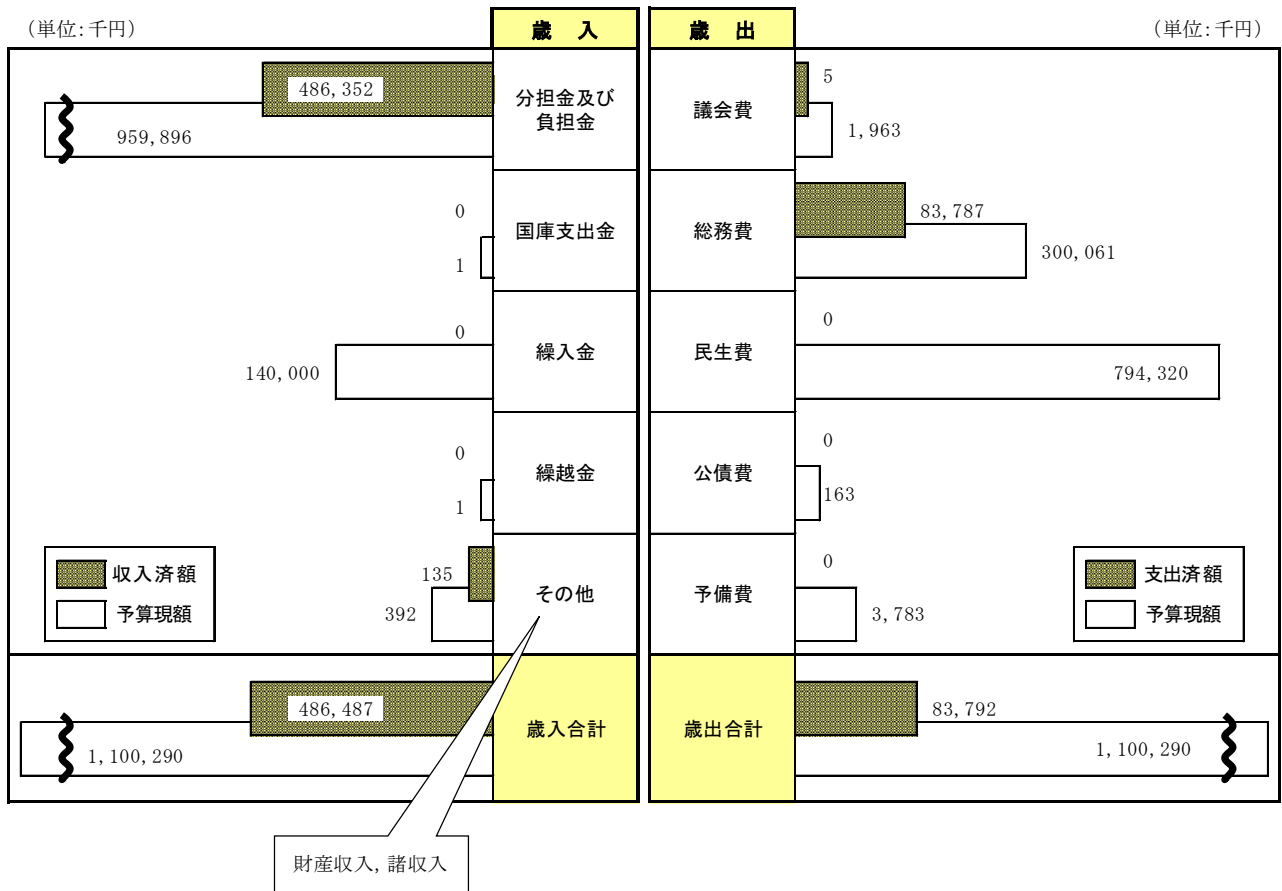 （単位：千円）
歳 入
歳 出
（単位：千円）
486,352
959,896
分担金及び
負担金
議会費
5
1,963
0
1
国庫支出金
総務費
83,787
300,061
0
140,000
繰入金
民生費
0
794,320
0
1
繰越金
公債費
0
163
収入済額
予算現額
135
392
その他
予備費
0
3,783
支出済額
予算現額
486,487
1,100,290
歳入合計
歳出合計
83,792
1,100,290
財産収入，諸収入